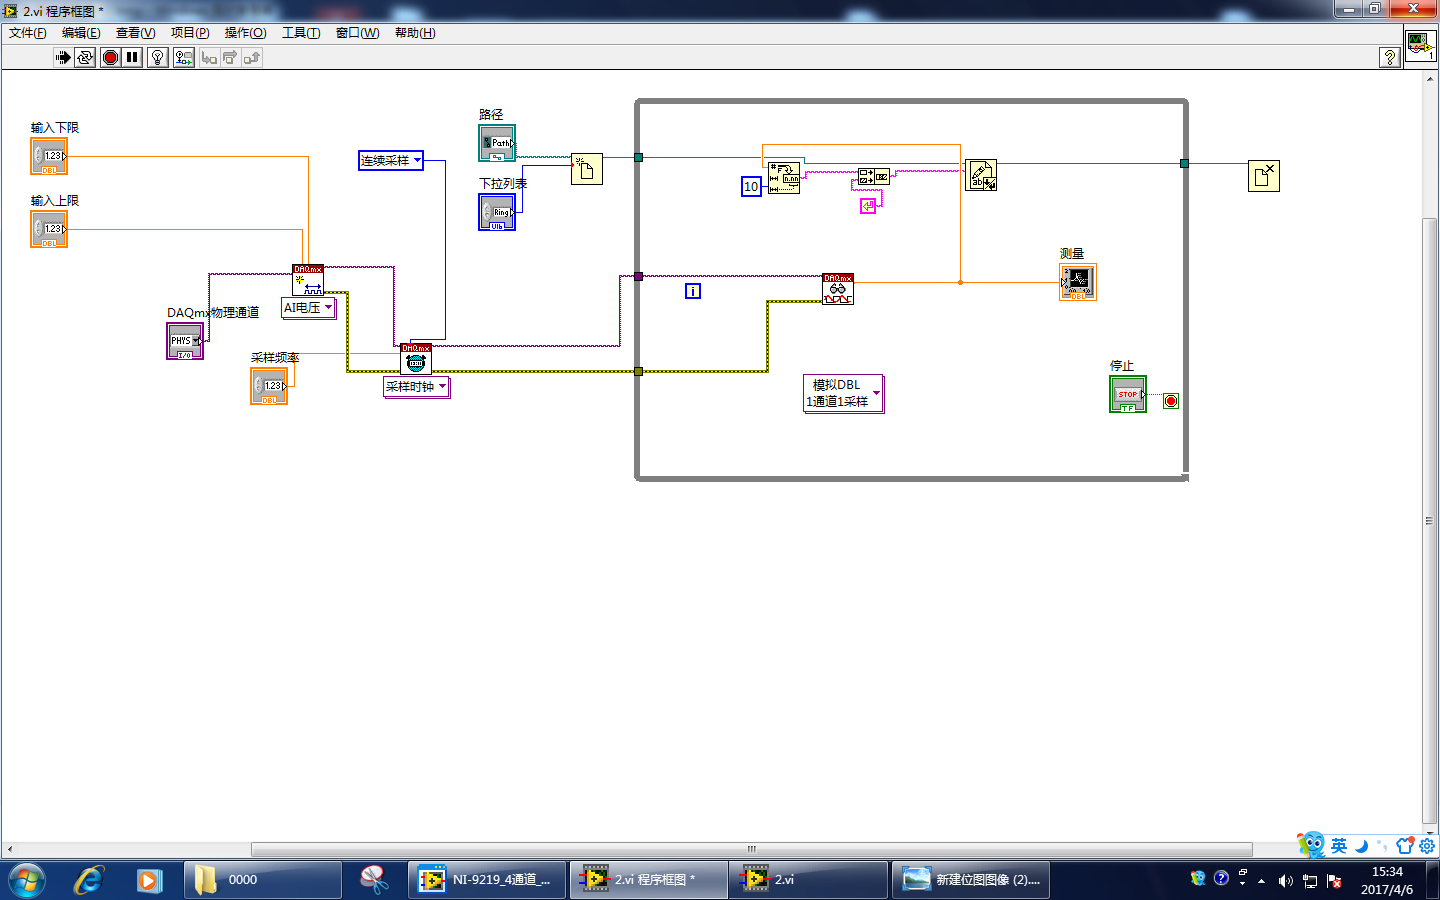 2.vi 程序框图 *
文件(F) 编辑(E) 查看(V) 项目(P) 操作(O) 工具(T) 窗口(W) 帮助(H)
1
路径
Path
输入下限
1.23
DBL
连续采样
下拉列表
Ring
10
#
n.nn
ab
输入上限
1.23
DBL
测量
DBL
DAQmx
AI电压
i
DAQmx
DAQmx物理通道
PHYS
I/O
DAQmx
采样频率
1.23
DBL
采样时钟
模拟DBL
1通道1采样
停止
STOP
TF
英
0000
NI-9219_4通道_...
2.vi 程序框图 *
2.vi
新建位图图像 (2)....
15:34
2017/4/6